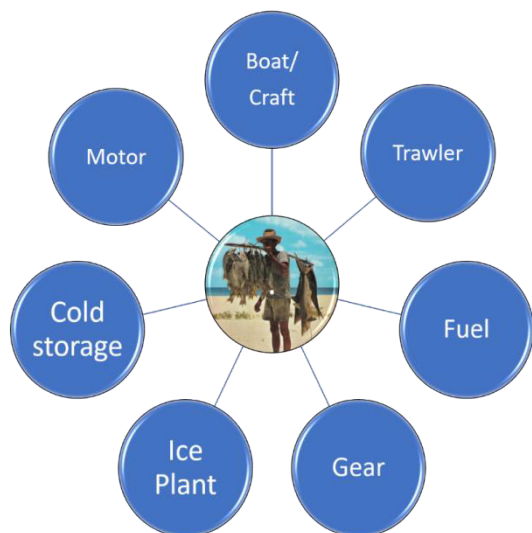 Boat/
Craft
Trawler
Fuel
Gear
Ice
Plant
Cold
storage
Motor